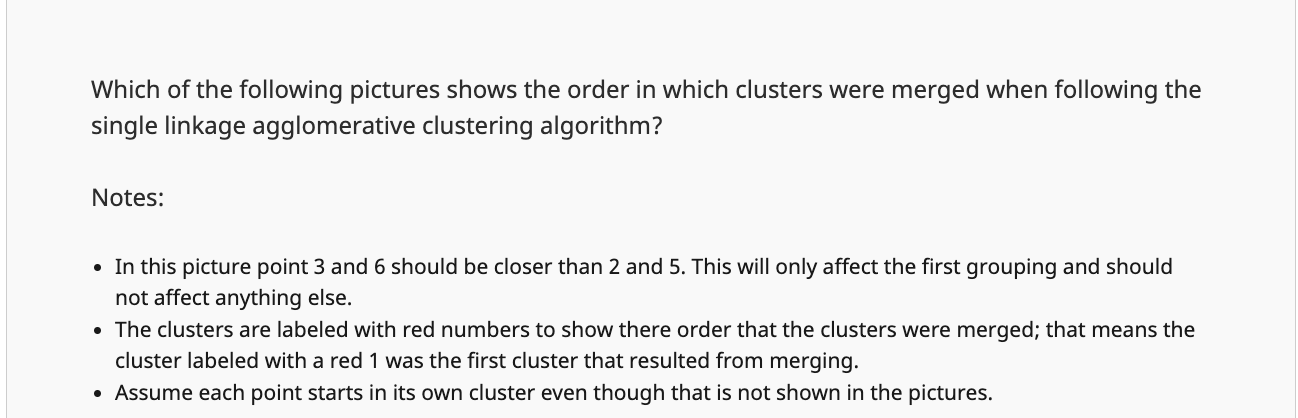 Which of the following pictures shows the order in which clusters were merged when following the
single linkage agglomerative clustering algorithm?
Notes:
• In this picture point 3 and 6 should be closer than 2 and 5. This will only affect the first grouping and should
not affect anything else.
• The clusters are labeled with red numbers to show there order that the clusters were merged; that means the
cluster labeled with a red 1 was the first cluster that resulted from merging.
• Assume each point starts in its own cluster even though that is not shown in the pictures.